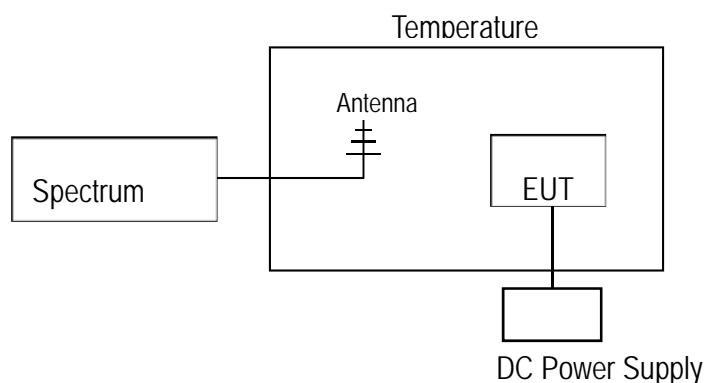 Temperature
Antenna
Spectrum
EUT
DC Power Supply